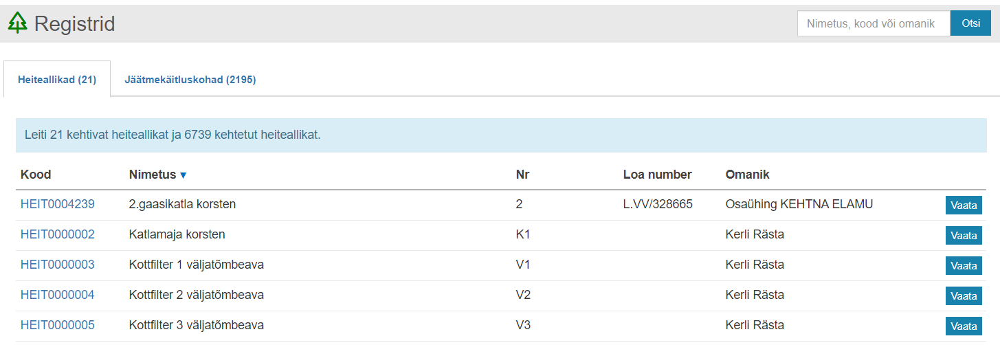 Registrid
Nimetus, kood või omanik Otsi
Heiteallikad (21) Jäätmekäitluskohad (2195)
Leiti 21 kehtivat heiteallikat ja 6739 kehtetut heiteallikat.
Kood Nimetus ▼ Nr Loa number Omanik
HEIT0004239 2.gaasikatla korsten 2 L.VV/328665 Osaühing KEHTNA ELAMU Vaata
HEIT0000002 Katlamaja korsten K1 Kerli Rästa Vaata
HEIT0000003 Kottfilter 1 väljatõmbeava V1 Kerli Rästa Vaata
HEIT0000004 Kottfilter 2 väljatõmbeava V2 Kerli Rästa Vaata
HEIT0000005 Kottfilter 3 väljatõmbeava V3 Kerli Rästa Vaata